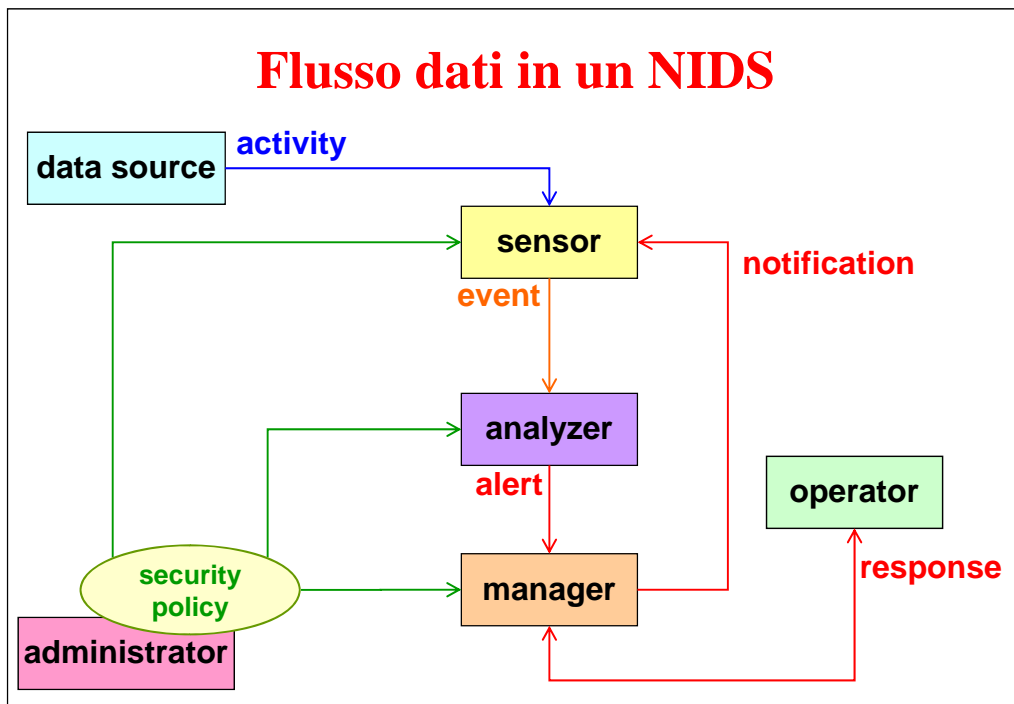 Flusso dati in un NIDS
data source
activity
sensor
notification
event
analyzer
alert
operator
security
policy
manager
response
administrator